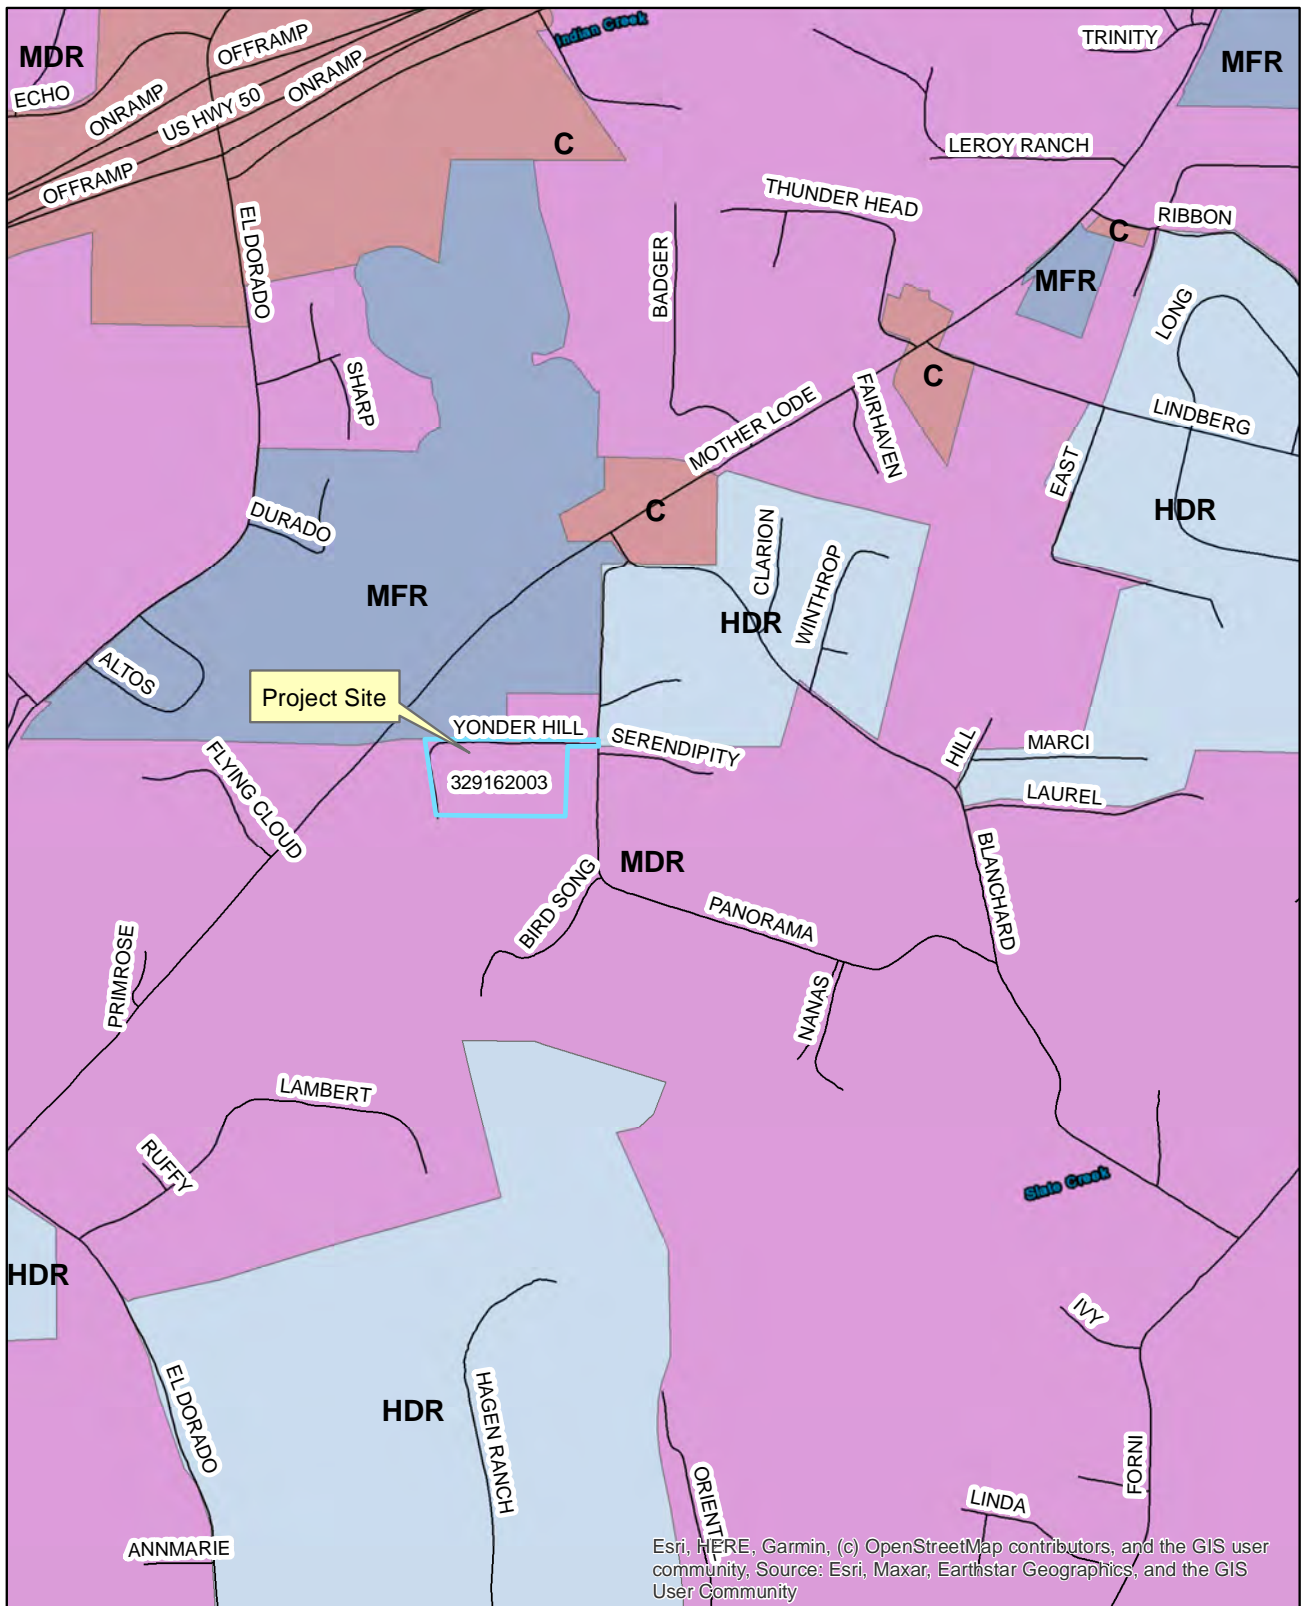 Indian Creek
TRINITY
MDR
OFFRAMP
MFR
ECHO
ONRAMP
US HWY 50
ONRAMP
C
LEROY RANCH
OFFRAMP
THUNDER HEAD
EL DORADO
RIBBON
C
BADGER
MFR
LONG
SHARP
C
FAIRHAVEN
LINDBERG
MOTHER LODE
EAST
C
HDR
DURADO
CLARION
WINTHROP
MFR
HDR
ALTOS
Project Site
YONDER HILL
SERENDIPITY
HILL
MARCI
FLYING CLOUD
329162003
LAUREL
MDR
BLANCHARD
BIRD SONG
PANORAMA
PRIMROSE
NANAS
LAMBERT
RUFFY
Slate Creek
HDR
IVY
EL DORADO
HAGEN RANCH
HDR
FORNI
ORIENTAL
LINDA
ANNMARIE
Esri, HERE, Garmin, (c) OpenStreetMap contributors, and the GIS user
community, Source: Esri, Maxar, Earthstar Geographics, and the GIS
User Community